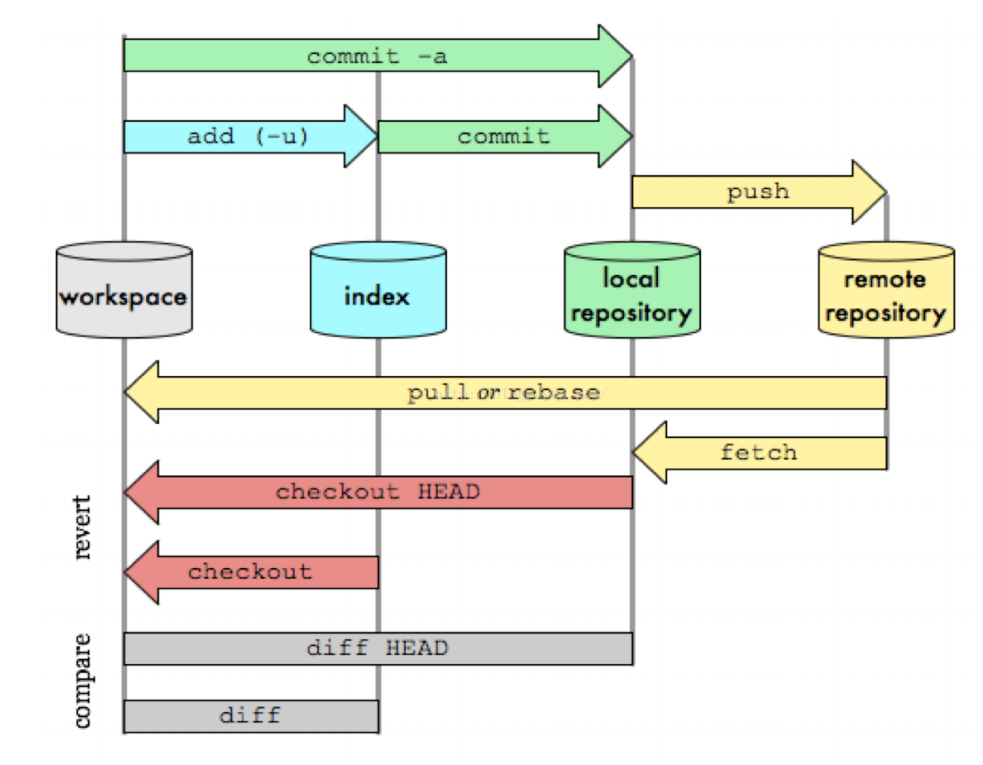 commit -a
add (-u)
commit
push
workspace
index
local
repository
remote
repository
pull or rebase
fetch
checkout HEAD
revert
checkout
diff HEAD
compare
diff